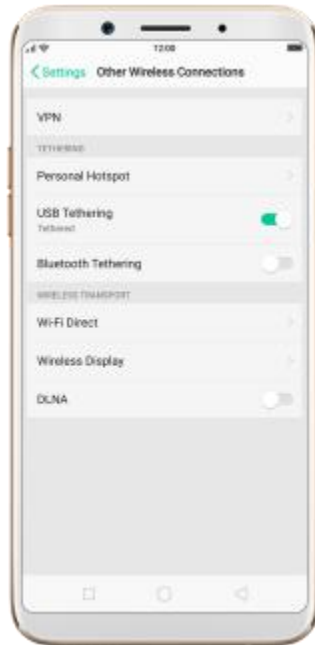 12:00
Settings Other Wireless Connections
VPN
TETHERING
Personal Hotspot
USB Tethering
Tethered
Bluetooth Tethering
WIRELESS TRANSPORT
Wi-Fi Direct
Wireless Display
DLNA